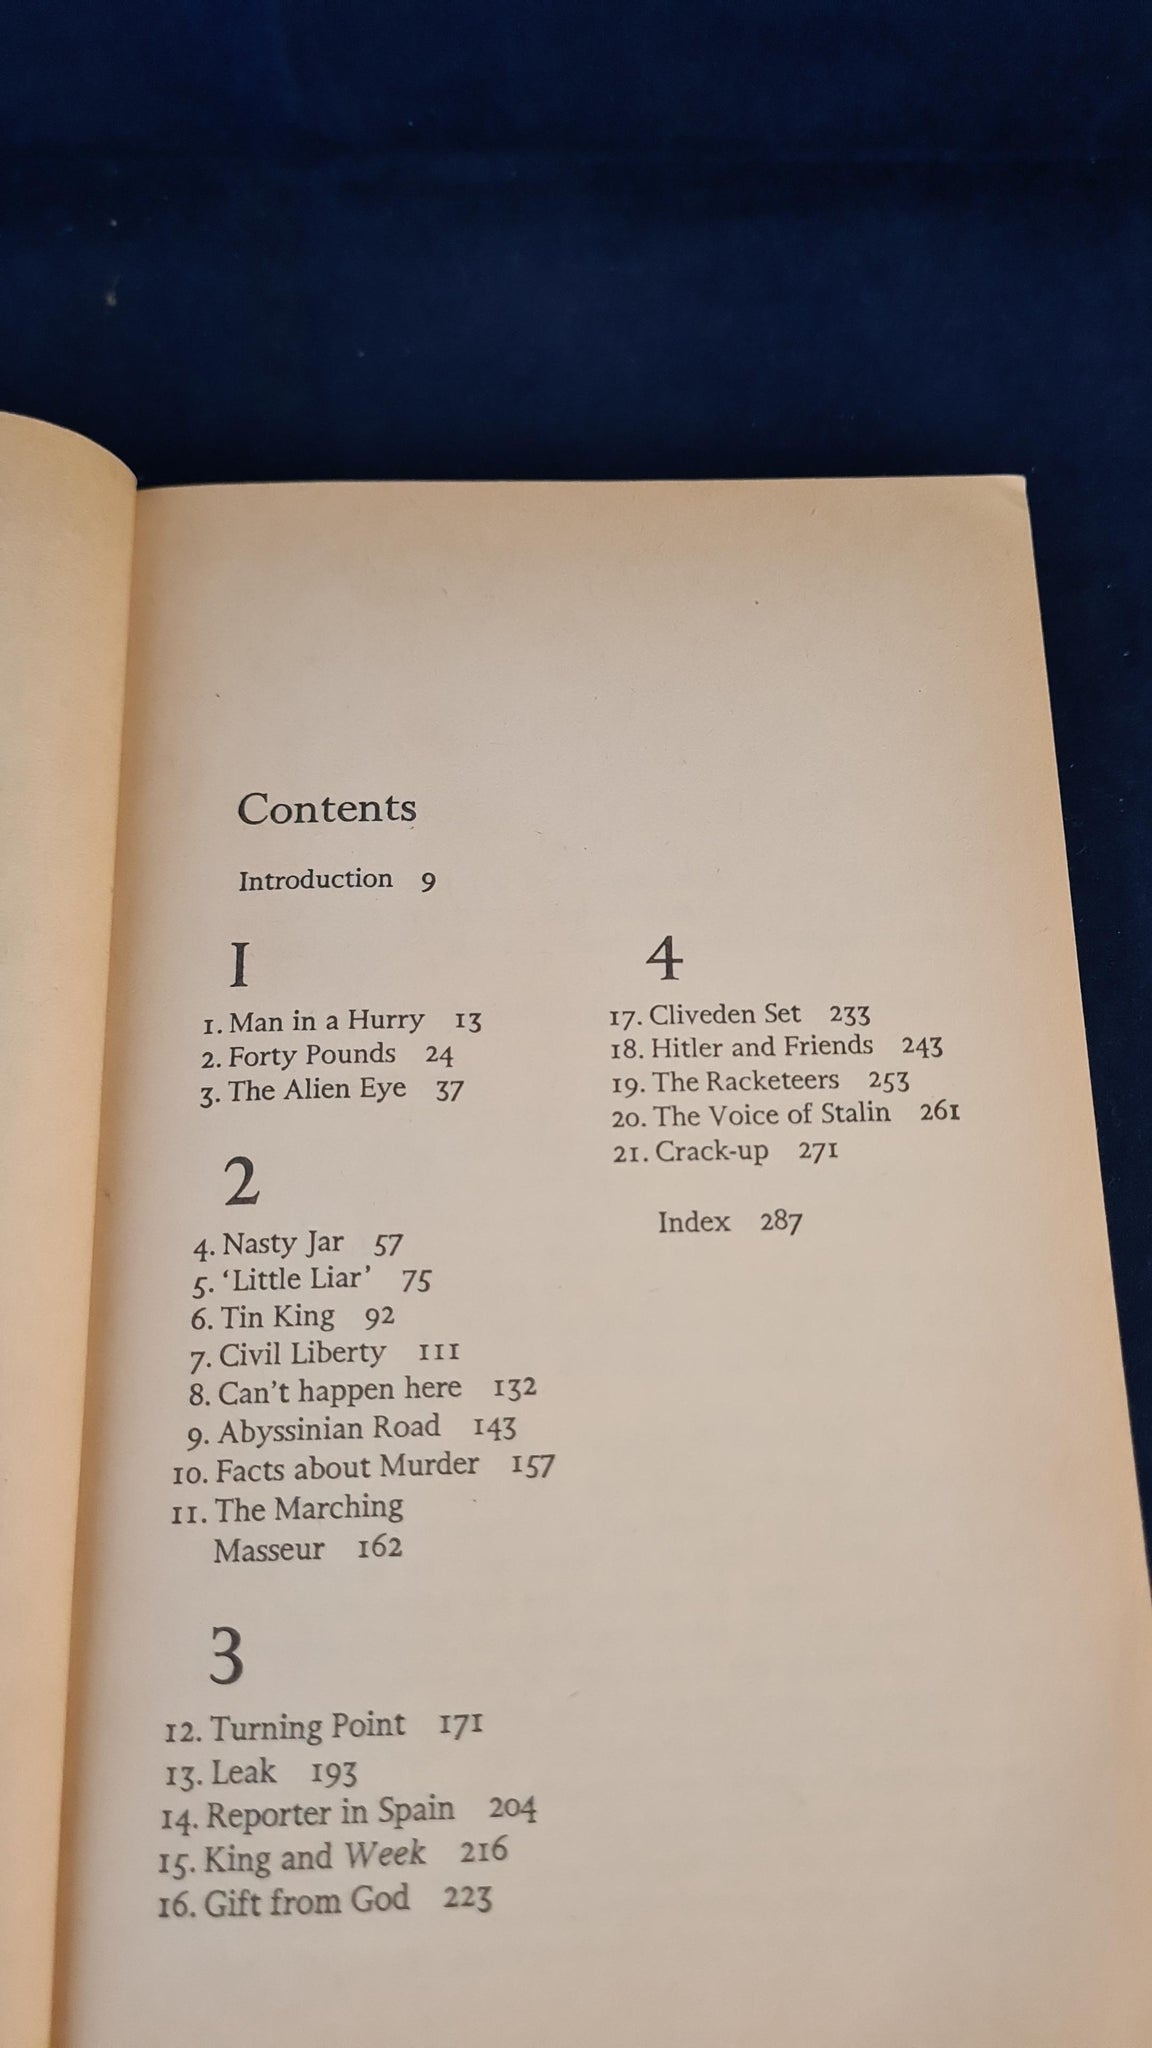 Contents
Introduction 9
1
1. Man in a Hurry 13
2. Forty Pounds 24
3. The Alien Eye 37
2
4. Nasty Jar 57
5. ‘Little Liar’ 75
6. Tin King 92
7. Civil Liberty 111
8. Can’t happen here 132
9. Abyssinian Road 143
10. Facts about Murder 157
11. The Marching
Masseur 162
3
12. Turning Point 171
13. Leak 193
14. Reporter in Spain 204
15. King and Week 216
16. Gift from God 223
4
17. Cliveden Set 233
18. Hitler and Friends 243
19. The Racketeers 253
20. The Voice of Stalin 261
21. Crack-up 271
Index 287